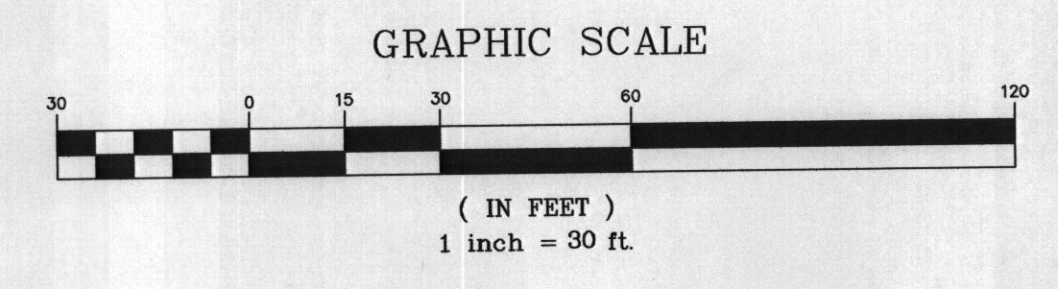 GRAPHIC SCALE
30 0 15 30 60 120
( IN FEET )
1 inch = 30 ft.